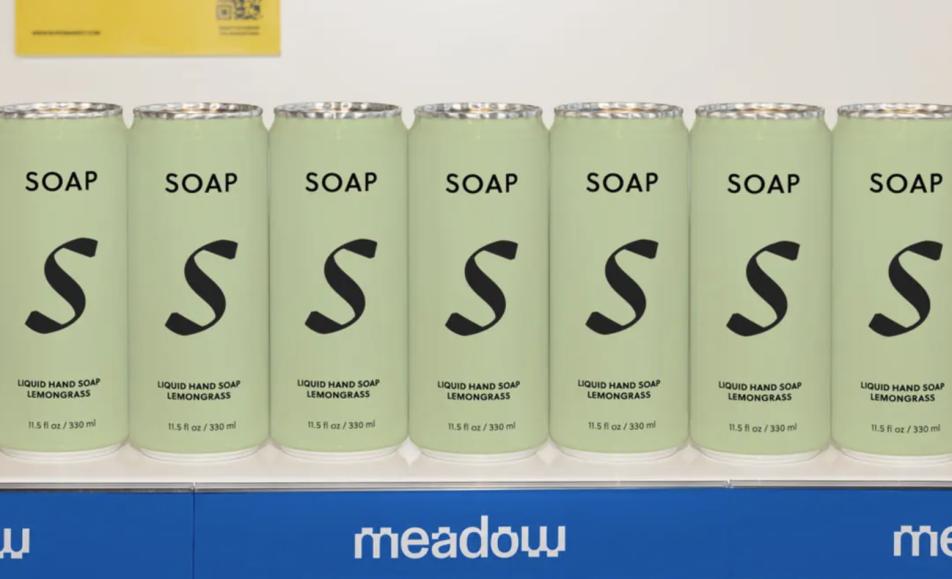 SOAP
S
LIQUID HAND SOAP
LEMONGRASS
11.5 fl oz / 330 ml
SOAP
S
LIQUID HAND SOAP
LEMONGRASS
11.5 fl oz / 330 ml
SOAP
S
LIQUID HAND SOAP
LEMONGRASS
11.5 fl oz / 330 ml
SOAP
S
LIQUID HAND SOAP
LEMONGRASS
11.5 fl oz / 330 ml
SOAP
S
LIQUID HAND SOAP
LEMONGRASS
11.5 fl oz / 330 ml
SOAP
S
LIQUID HAND SOAP
LEMONGRASS
11.5 fl oz / 330 ml
SOAP
S
LIQUID HAND SOAP
LEMONGRASS
11.5 fl oz / 330 ml
w
meadow
me